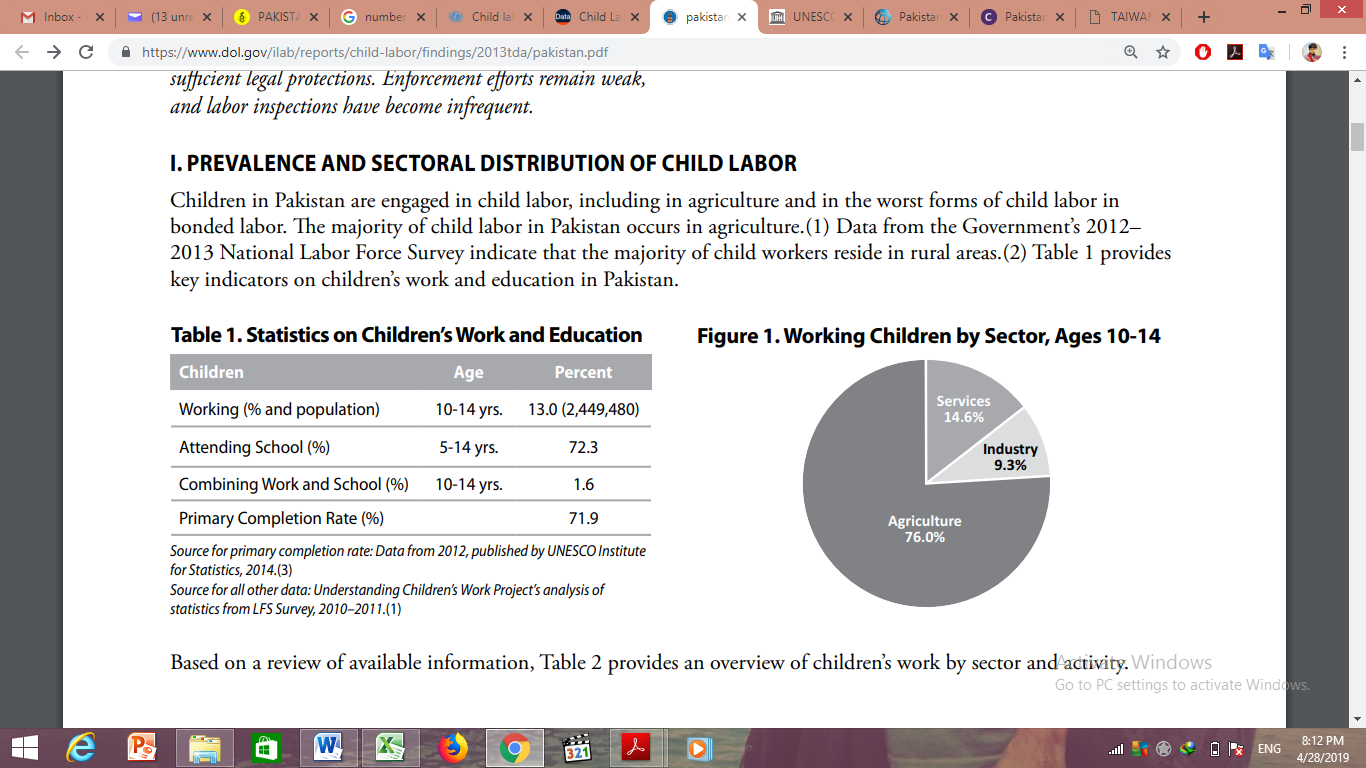 Inbox -
(13 unre
PAKISTA
number
Child la
Data
Child La
pakistan
UNESCO
Pakistan
Pakistan
TAIWAN
https://www.dol.gov/ilab/reports/child-labor/findings/2013tda/pakistan.pdf
sufficient legal protections. Enforcement efforts remain weak,
and labor inspections have become infrequent.
I. PREVALENCE AND SECTORAL DISTRIBUTION OF CHILD LABOR
Children in Pakistan are engaged in child labor, including in agriculture and in the worst forms of child labor in
bonded labor. The majority of child labor in Pakistan occurs in agriculture.(1) Data from the Government’s 2012–
2013 National Labor Force Survey indicate that the majority of child workers reside in rural areas.(2) Table 1 provides
key indicators on children’s work and education in Pakistan.
Table 1. Statistics on Children’s Work and Education
Children Age Percent
Working (% and population) 10-14 yrs. 13.0 (2,449,480)
Attending School (%) 5-14 yrs. 72.3
Combining Work and School (%) 10-14 yrs. 1.6
Primary Completion Rate (%) 71.9
Source for primary completion rate: Data from 2012, published by UNESCO Institute
for Statistics, 2014.(3)
Source for all other data: Understanding Children’s Work Project’s analysis of
statistics from LFS Survey, 2010–2011.(1)
Figure 1. Working Children by Sector, Ages 10-14
Services
14.6%
Industry
9.3%
Agriculture
76.0%
Based on a review of available information, Table 2 provides an overview of children’s work by sector and activity.
Activate Windows
Go to PC settings to activate Windows.
321
ENG
8:12 PM
4/28/2019